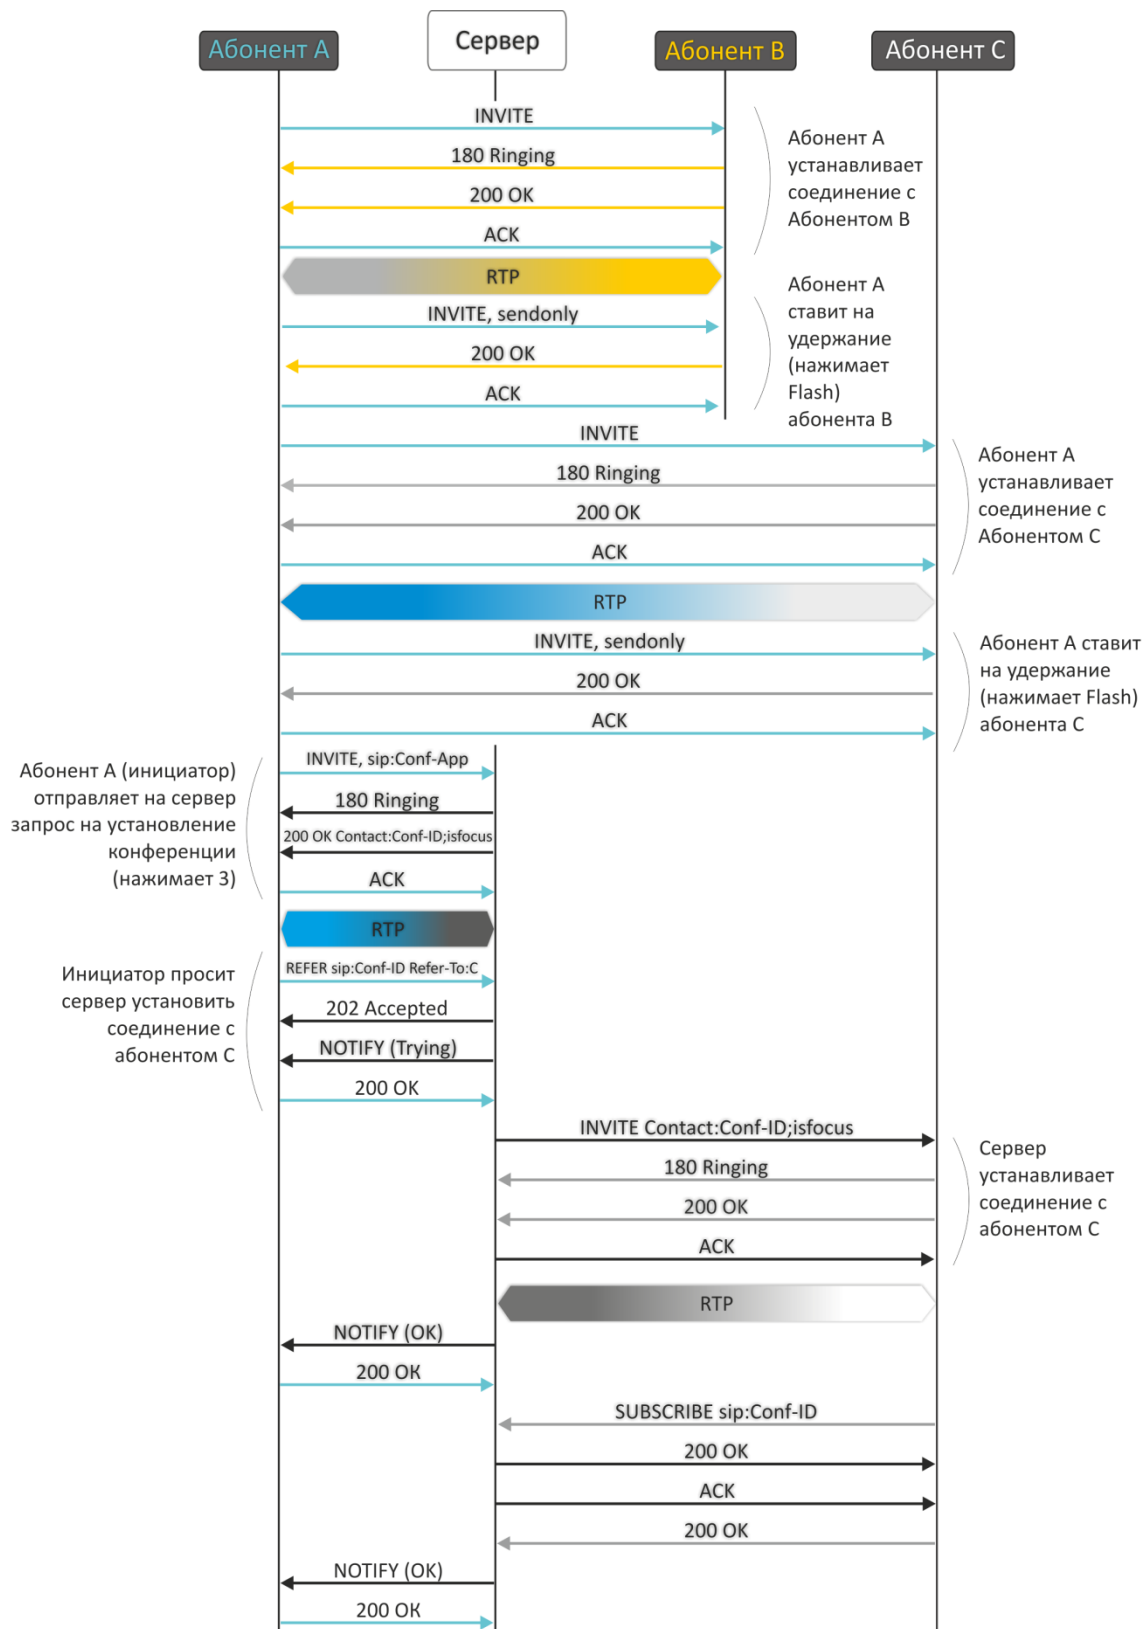 Абонент A
Сервер
Абонент B
Абонент C
INVITE
180 Ringing
200 OK
ACK
Абонент A
устанавливает
соединение с
Абонентом B
RTP
INVITE, sendonly
200 OK
ACK
Абонент A
ставит на
удержание
(нажимает
Flash)
абонента B
INVITE
180 Ringing
200 OK
ACK
Абонент A
устанавливает
соединение с
Абонентом C
RTP
INVITE, sendonly
200 OK
ACK
Абонент A ставит
на удержание
(нажимает Flash)
абонента C
Абонент A (инициатор)
отправляет на сервер
запрос на установление
конференции
(нажимает 3)
INVITE, sip:Conf-App
180 Ringing
200 OK Contact:Conf-ID;isfocus
ACK
RTP
Инициатор просит
сервер установить
соединение с
абонентом C
REFER sip:Conf-ID Refer-To:C
202 Accepted
NOTIFY (Trying)
200 OK
INVITE Contact:Conf-ID;isfocus
180 Ringing
200 OK
ACK
Сервер
устанавливает
соединение с
абонентом C
RTP
NOTIFY (OK)
200 OK
SUBSCRIBE sip:Conf-ID
200 OK
ACK
200 OK
NOTIFY (OK)
200 OK